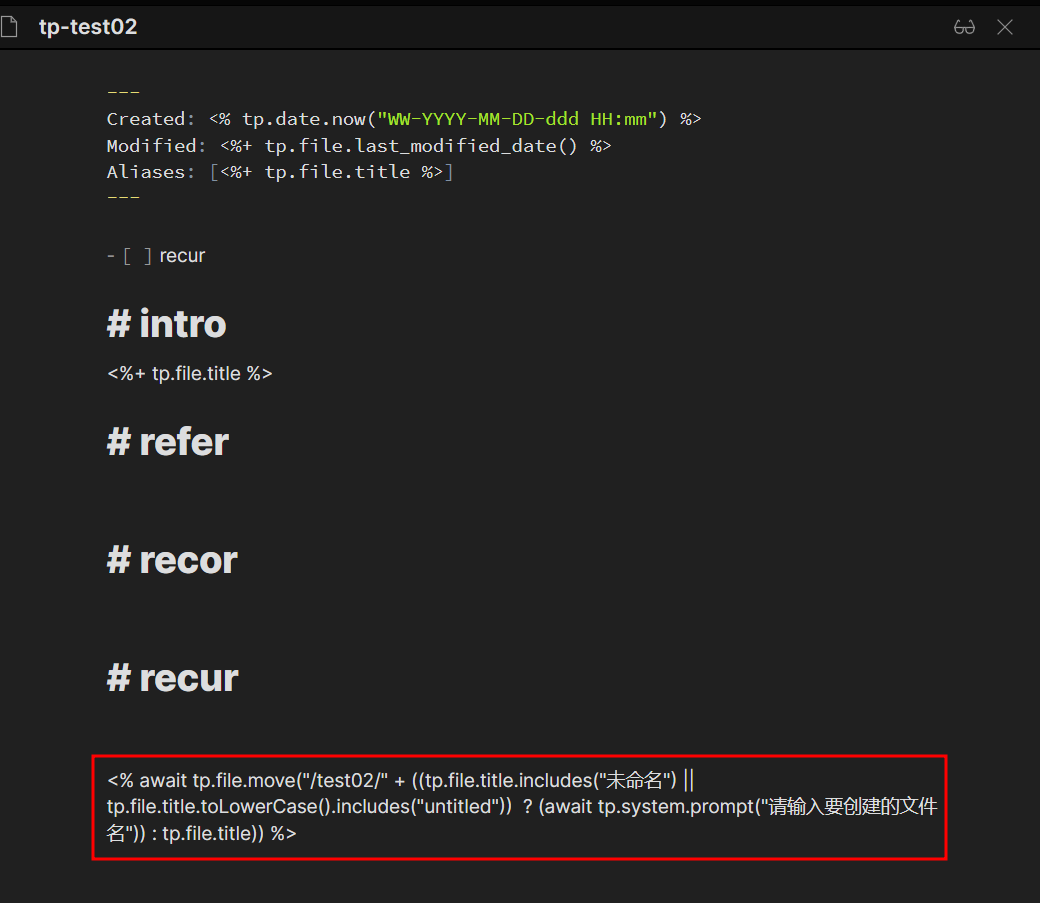 tp-test02
---
Created: <% tp.date.now("WW-YYYY-MM-DD-ddd HH:mm") %>
Modified: <%+ tp.file.last_modified_date() %>
Aliases: [<%+ tp.file.title %>]
---
- [ ] recur
# intro
<%+ tp.file.title %>
# refer
# recor
# recur
<% await tp.file.move("/test02/" + ((tp.file.title.includes("未命名") ||
tp.file.title.toLowerCase().includes("untitled"))  ? (await tp.system.prompt("请输入要创建的文件
名")) : tp.file.title)) %>